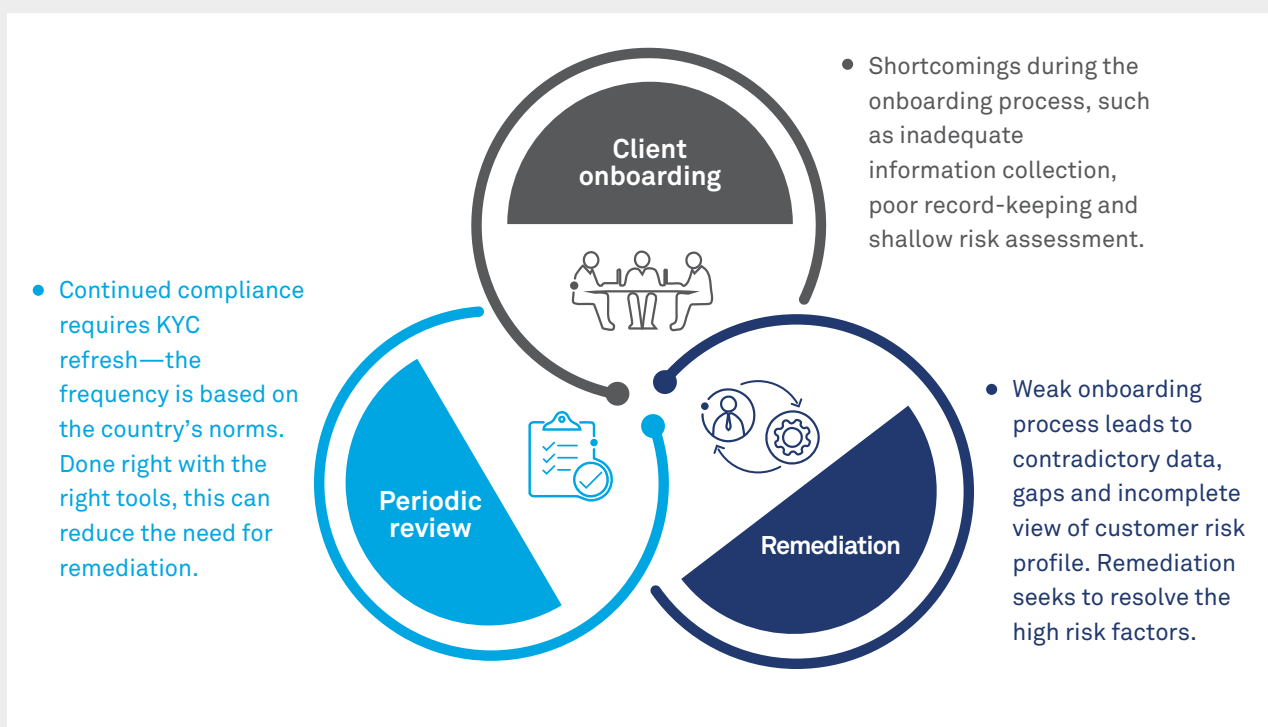 Client
onboarding
Shortcomings during the
onboarding process, such
as inadequate
information collection,
poor record-keeping and
shallow risk assessment.
Continued compliance
requires KYC
refresh—the
frequency is based on
the country's norms.
Done right with the
right tools, this can
reduce the need for
remediation.
Periodic
review
Remediation
Weak onboarding
process leads to
contradictory data,
gaps and incomplete
view of customer risk
profile. Remediation
seeks to resolve the
high risk factors.